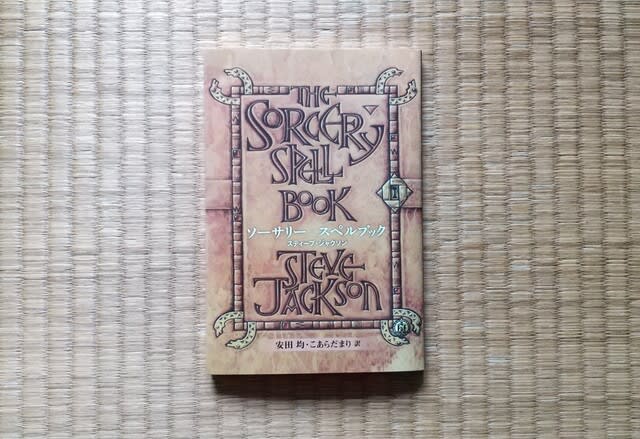 THE
SORCERY
SPELL
BOOK
ソーサリー スペルブック
スティーブ・ジャクソン
STEVE
JACKSON
安田 均・こあらだまり 訳